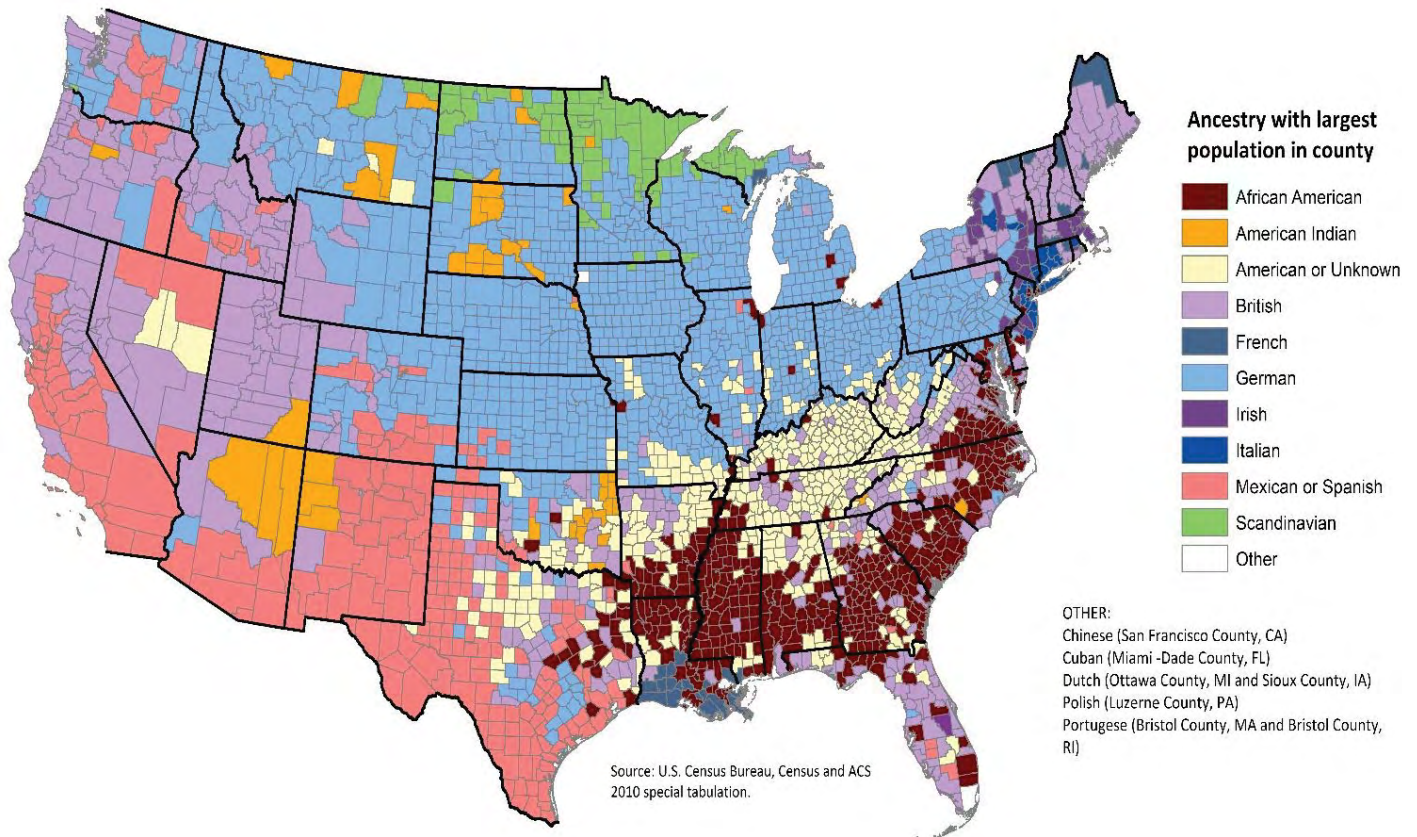 Ancestry with largest
population in county
African American
American Indian
American or Unknown
British
French
German
Irish
Italian
Mexican or Spanish
Scandinavian
Other
OTHER:
Chinese (San Francisco County, CA)
Cuban (Miami -Dade County, FL)
Dutch (Ottawa County, MI and Sioux County, IA)
Polish (Luzerne County, PA)
Portugese (Bristol County, MA and Bristol County,
RI)
Source: U.S. Census Bureau, Census and ACS
2010 special tabulation.